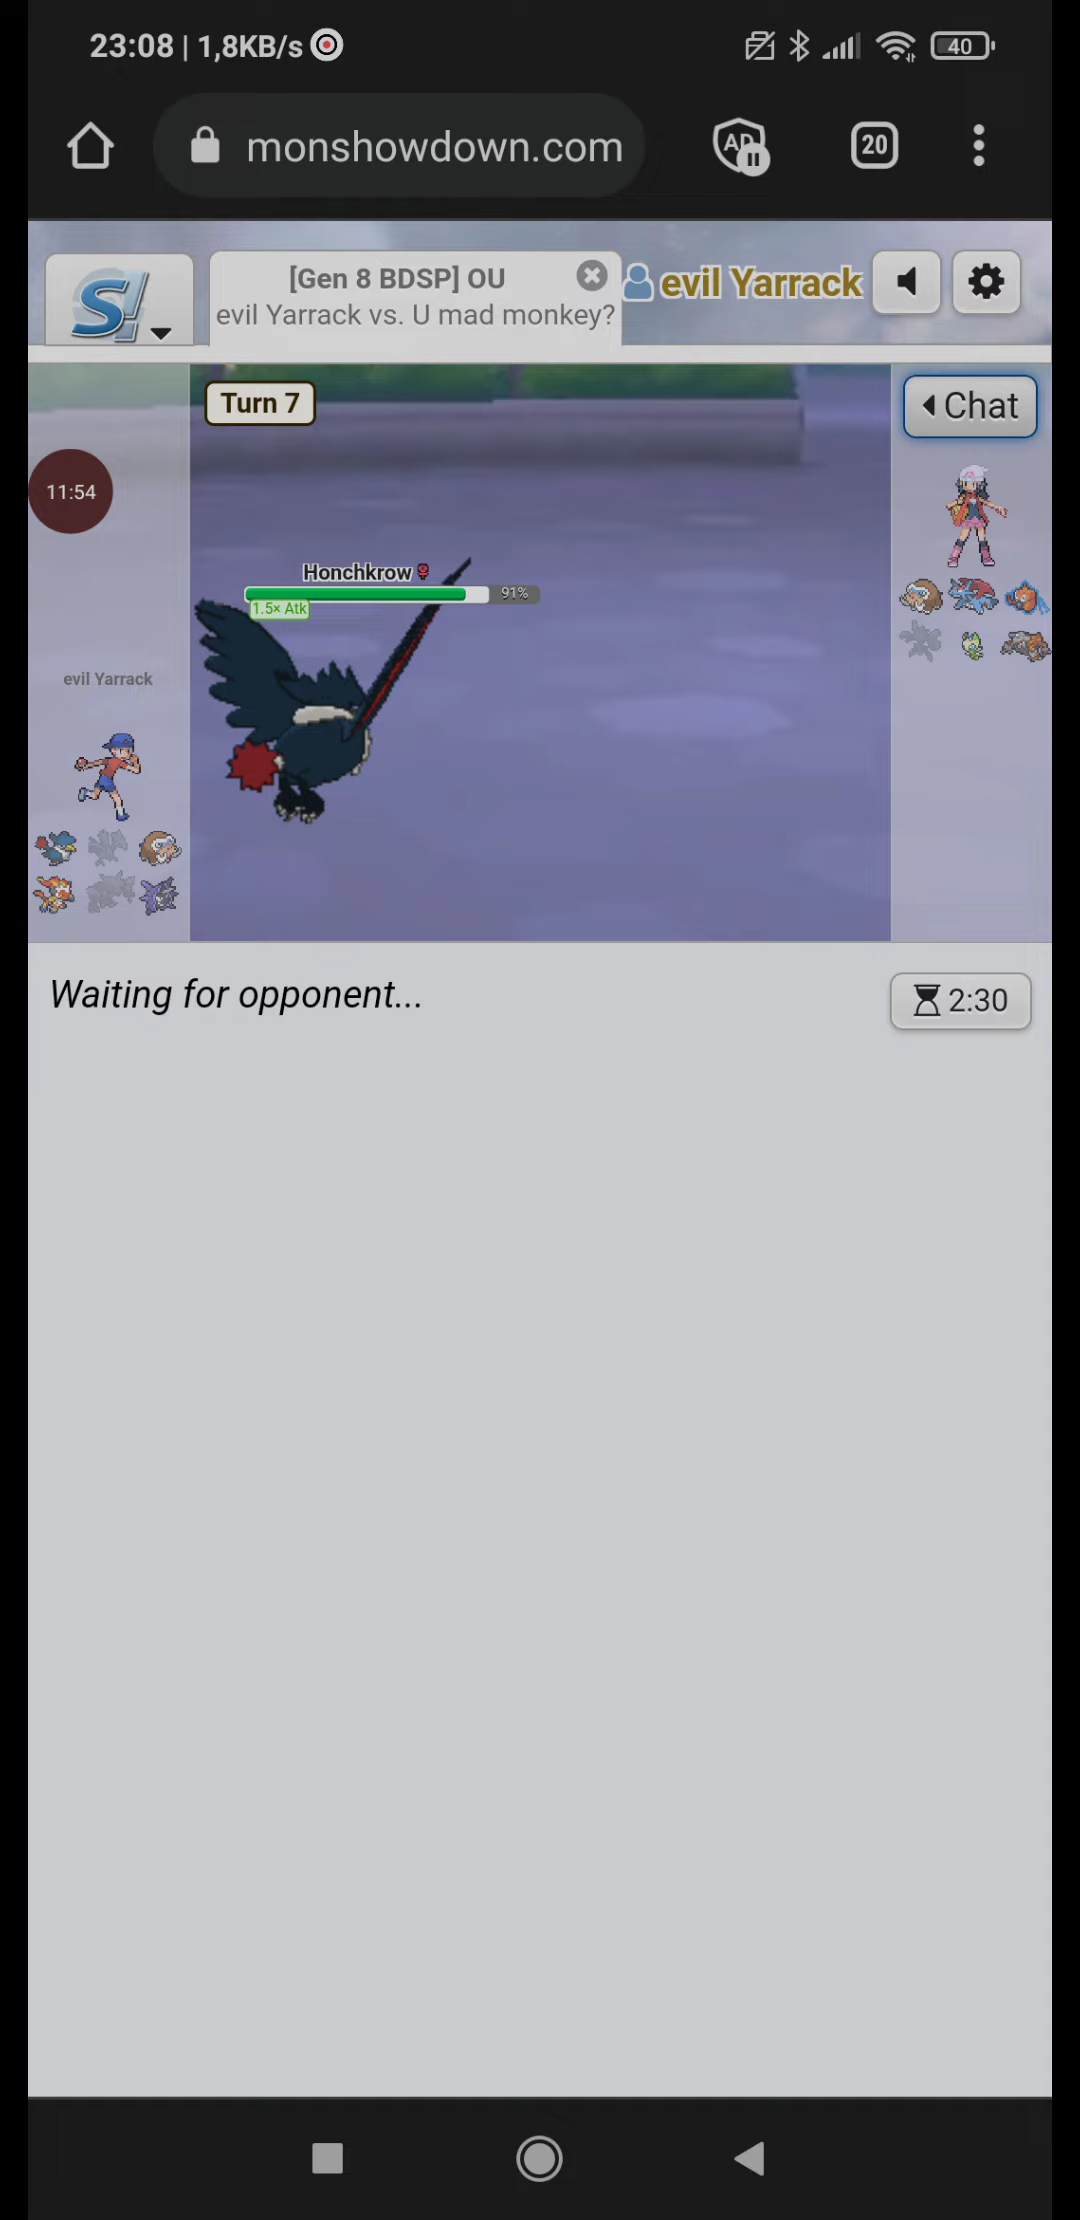 23:08 | 1,8KB/s
40
monshowdown.com
AD
20
S!
[Gen 8 BDSP] OU
evil Yarrack vs. U mad monkey?
evil Yarrack
Turn 7
Chat
11:54
Honchkrow
91%
1.5× Atk
evil Yarrack
Waiting for opponent...
2:30